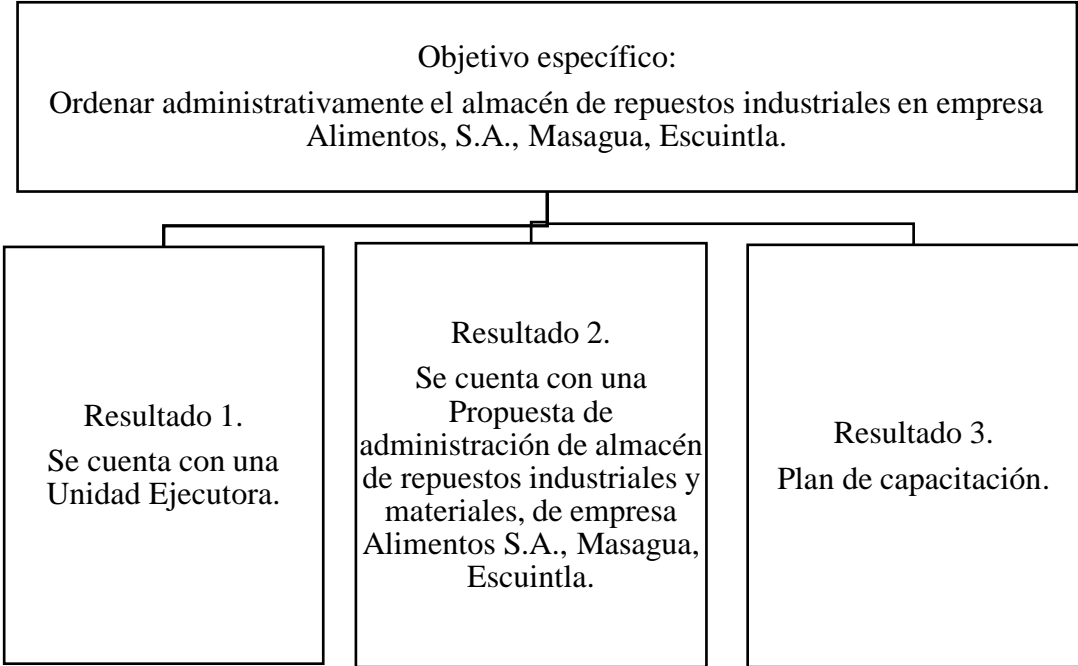 Objetivo específico:
Ordenar administrativamente el almacén de repuestos industriales en empresa
Alimentos, S.A., Masagua, Escuintla.
Resultado 1.
Se cuenta con una
Unidad Ejecutora.
Resultado 2.
Se cuenta con una
Propuesta de
administración de almacén
de repuestos industriales y
materiales, de empresa
Alimentos S.A., Masagua,
Escuintla.
Resultado 3.
Plan de capacitación.